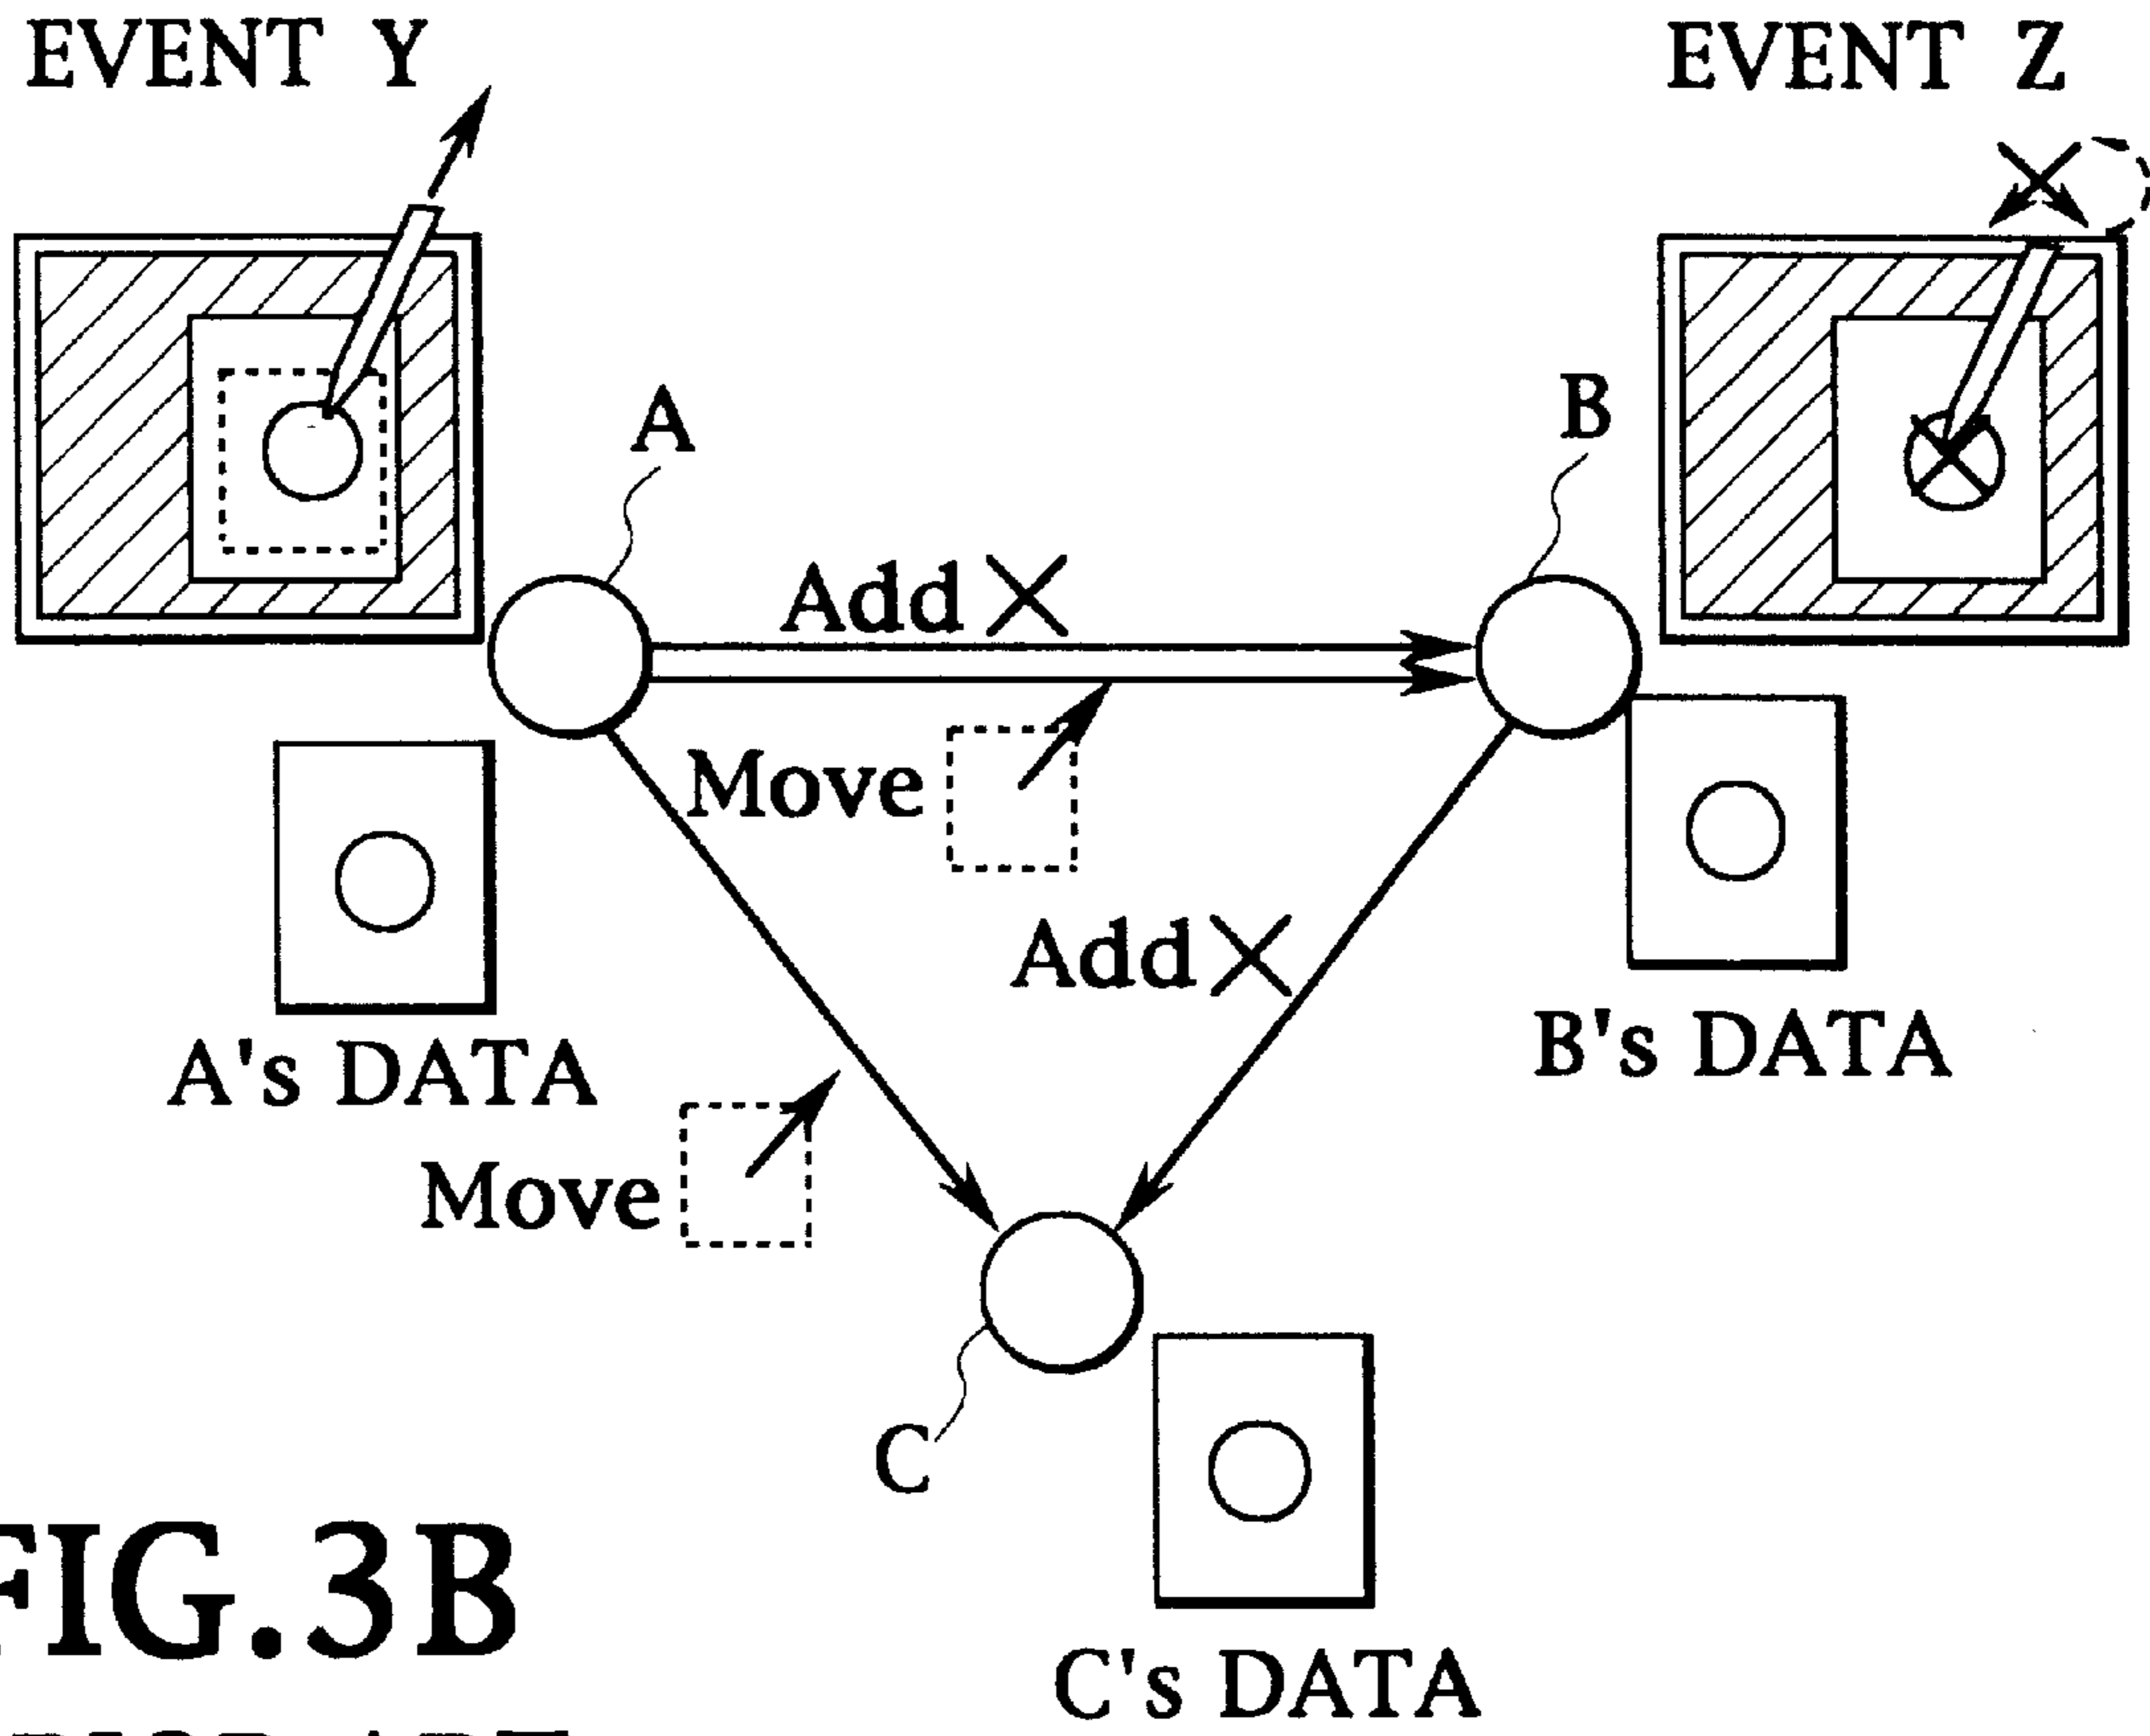 EVENT Y
EVENT Z
A
B
Add X
Move
Add X
A's DATA
B's DATA
Move
C
FIG.3B
C's DATA